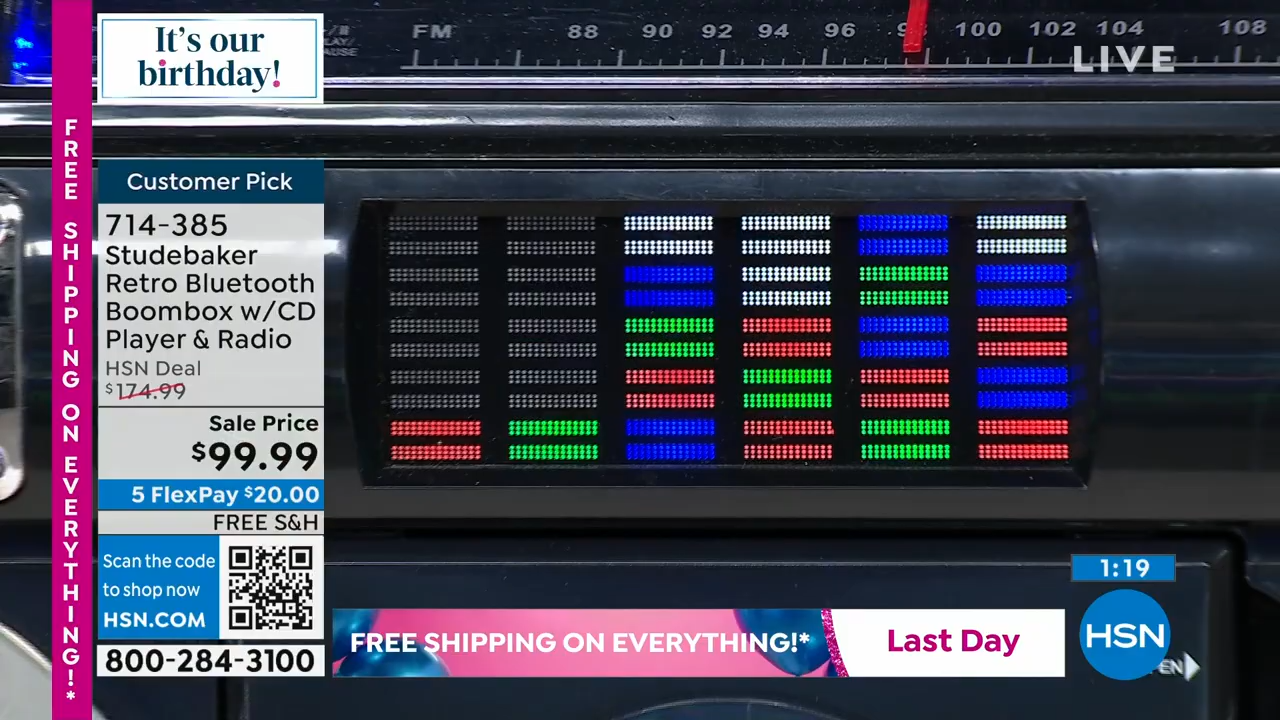 It's our
birthday!
FREE SHIPPING ON EVERYTHING!*
Customer Pick
714-385
Studebaker
Retro Bluetooth
Boombox w/CD
Player & Radio
HSN Deal
$174.99
Sale Price
$99.99
5 FlexPay $20.00
FREE S&H
Scan the code
to shop now
HSN.COM
800-284-3100
FM 88 90 92 94 96 100 102 104 108
LIVE
1:19
HSN
FREE SHIPPING ON EVERYTHING!*
Last Day